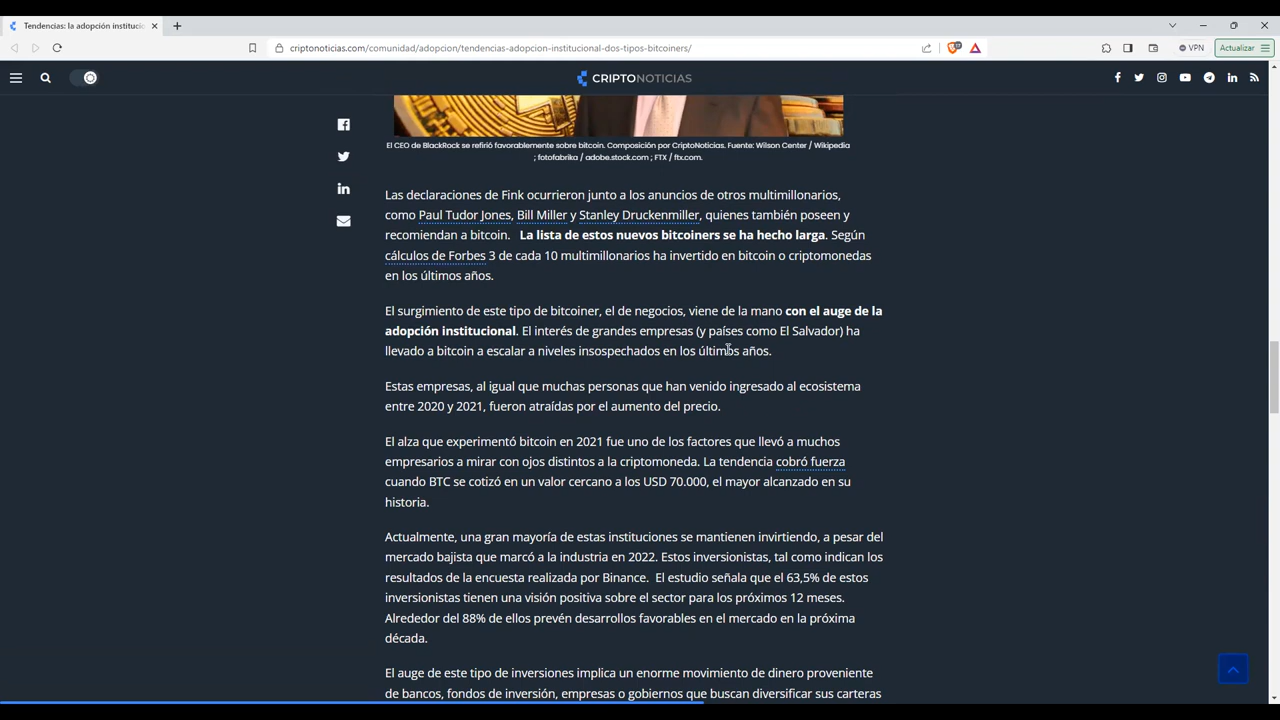 Tendencias: la adopción institucio
criptonoticias.com/comunidad/adopcion/tendencias-adopcion-institucional-dos-tipos-bitcoiners/
VPN
Actualizar
CRIPTONOTICIAS
El CEO de BlackRock se refirió favorablemente sobre bitcoin. Composición por CriptoNoticias. Fuente: Wilson Center / Wikipedia
; fotofabrika / adobe.stock.com ; FTX / ftx.com.
Las declaraciones de Fink ocurrieron junto a los anuncios de otros multimillonarios,
como Paul Tudor Jones, Bill Miller y Stanley Druckenmiller, quienes también poseen y
recomiendan a bitcoin. La lista de estos nuevos bitcoiners se ha hecho larga. Según
cálculos de Forbes 3 de cada 10 multimillonarios ha invertido en bitcoin o criptomonedas
en los últimos años.
El surgimiento de este tipo de bitcoiner, el de negocios, viene de la mano con el auge de la
adopción institucional. El interés de grandes empresas (y países como El Salvador) ha
llevado a bitcoin a escalar a niveles insospechados en los últimos años.
Estas empresas, al igual que muchas personas que han venido ingresado al ecosistema
entre 2020 y 2021, fueron atraídas por el aumento del precio.
El alza que experimentó bitcoin en 2021 fue uno de los factores que llevó a muchos
empresarios a mirar con ojos distintos a la criptomoneda. La tendencia cobró fuerza
cuando BTC se cotizó en un valor cercano a los USD 70.000, el mayor alcanzado en su
historia.
Actualmente, una gran mayoría de estas instituciones se mantienen invirtiendo, a pesar del
mercado bajista que marcó a la industria en 2022. Estos inversionistas, tal como indican los
resultados de la encuesta realizada por Binance. El estudio señala que el 63,5% de estos
inversionistas tienen una visión positiva sobre el sector para los próximos 12 meses.
Alrededor del 88% de ellos prevén desarrollos favorables en el mercado en la próxima
década.
El auge de este tipo de inversiones implica un enorme movimiento de dinero proveniente
de bancos, fondos de inversión, empresas o gobiernos que buscan diversificar sus carteras